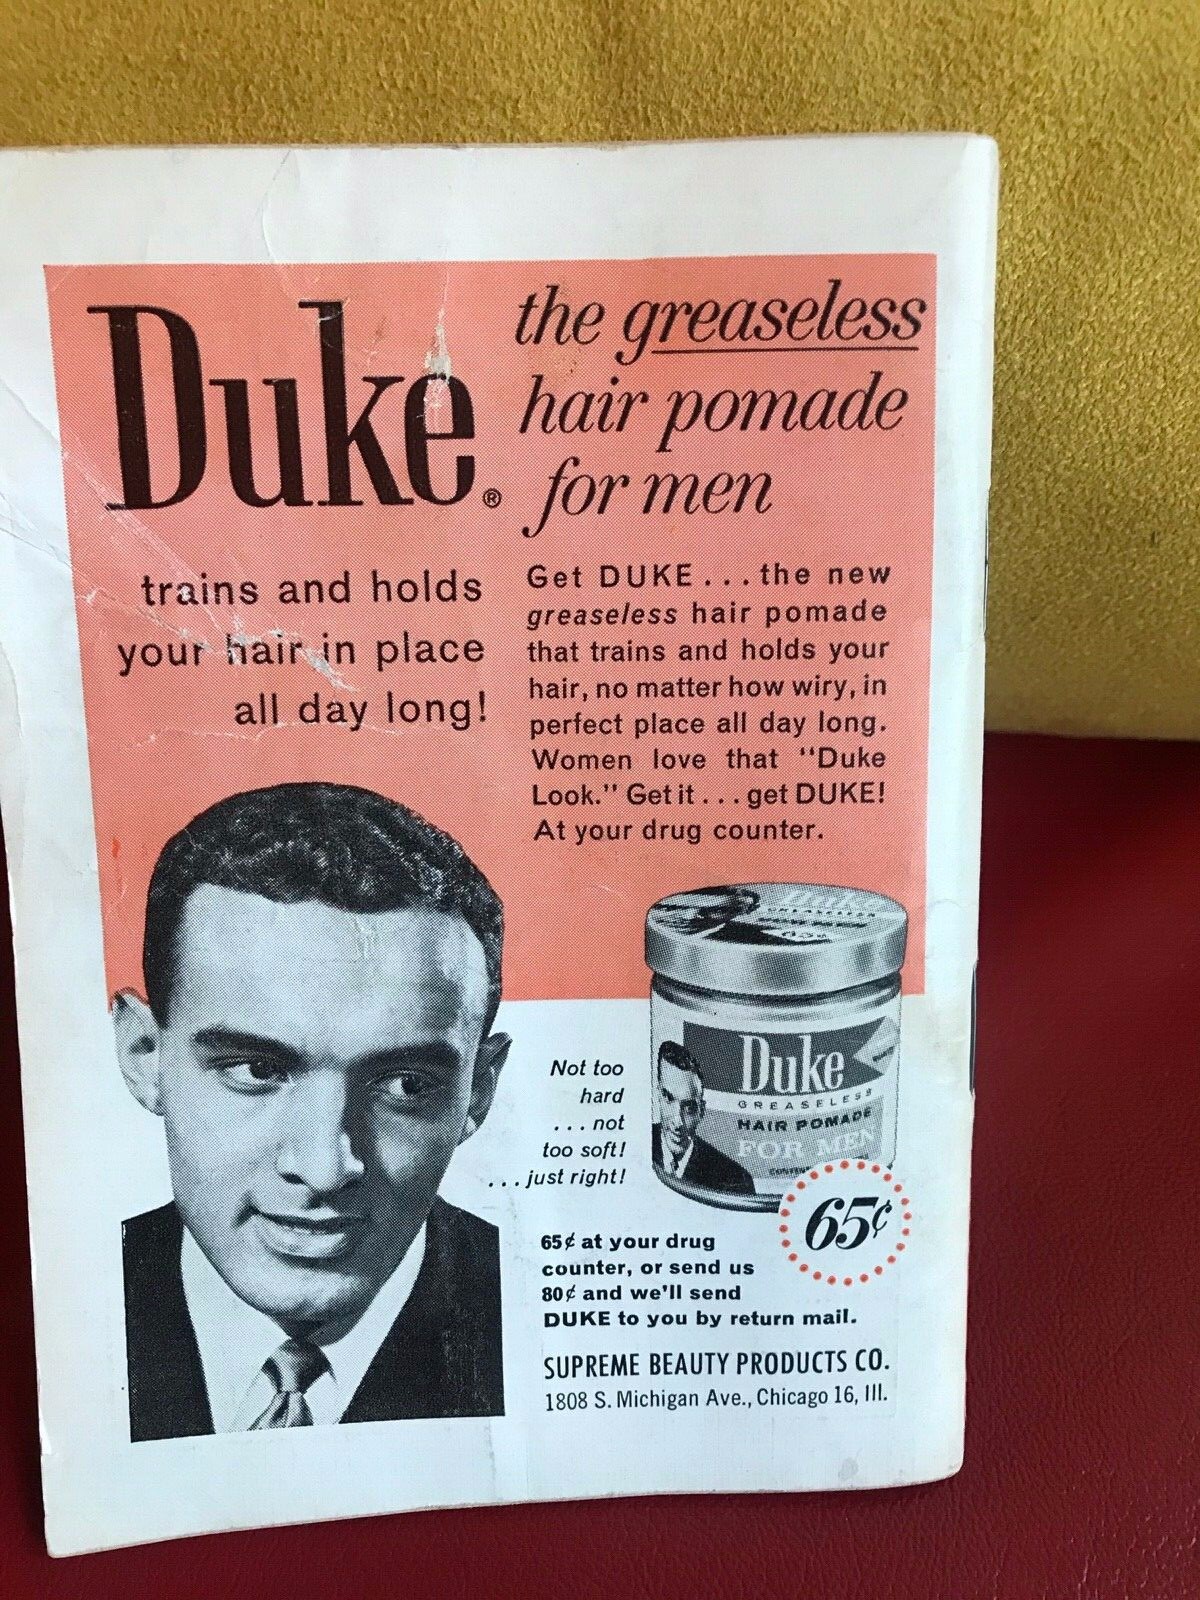 Duke®
the greaseless
hair pomade
for men
trains and holds
your hair in place
all day long!
Get DUKE...the new
greaseless hair pomade
that trains and holds your
hair, no matter how wiry, in
perfect place all day long.
Women love that "Duke
Look." Get it...get DUKE!
At your drug counter.
Not too
hard
...not
too soft!
...just right!
Duke
GREASELESS
65¢
Duke
GREASELESS
HAIR POMADE
FOR MEN
65¢
65¢ at your drug
counter, or send us
80¢ and we'll send
DUKE to you by return mail.
SUPREME BEAUTY PRODUCTS CO.
1808 S. Michigan Ave., Chicago 16, Ill.